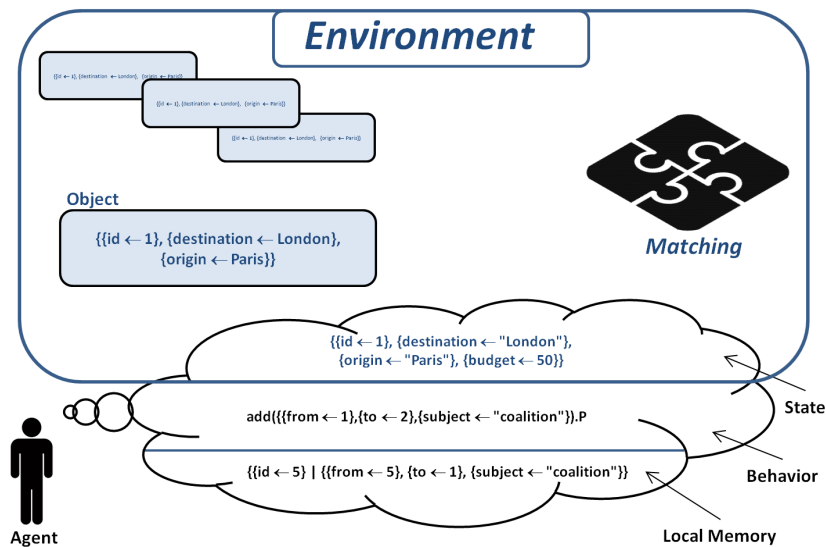 Environment
{{id ← 1}, {destination ← London}, {origin ← Paris}}
{{id ← 1}, {destination ← London}, {origin ← Paris}}
{{id ← 1}, {destination ← London}, {origin ← Paris}}
Object
{{id ← 1}, {destination ← London},
{origin ← Paris}}
Matching
{{id ← 1}, {destination ← "London"},
{origin ← "Paris"}, {budget ← 50}}
State
add({{from ← 1},{to ← 2},{subject ← "coalition"}).P
Behavior
{{id ← 5} | {{from ← 5}, {to ← 1}, {subject ← "coalition"}}
Local Memory
Agent